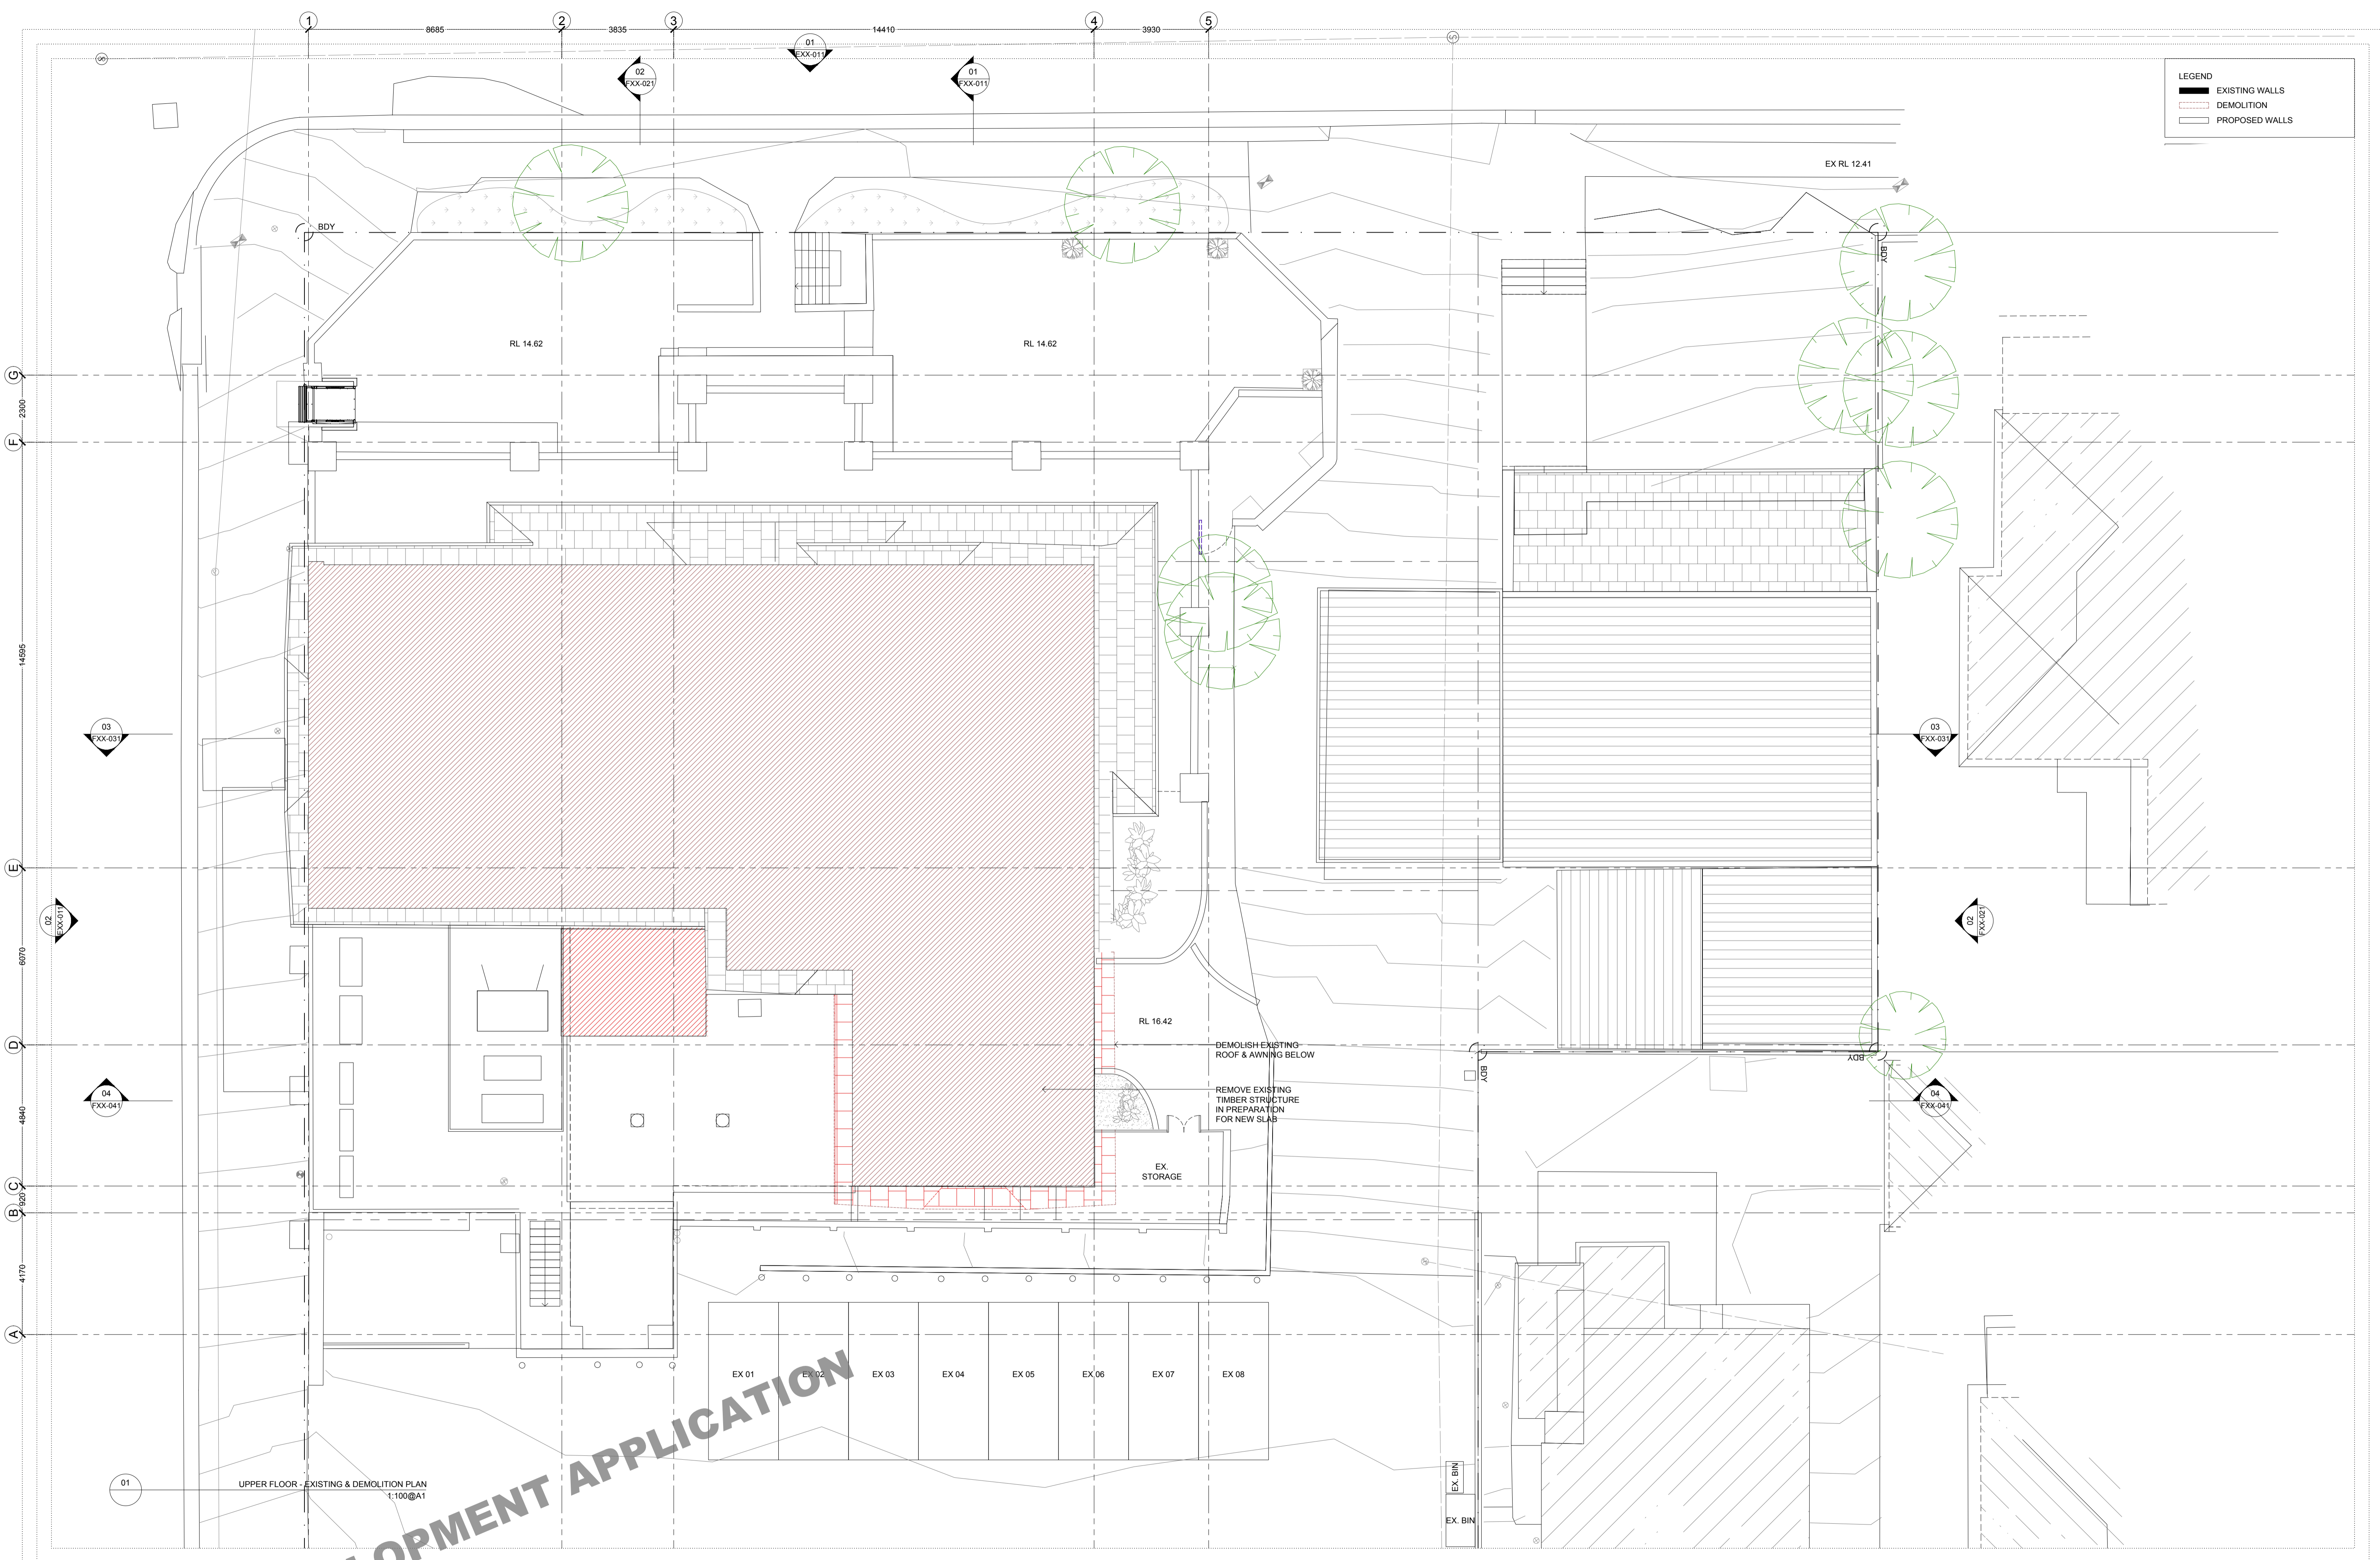 1
2
3
4
5
8685
3835
14410
3930
01
EXX-011
02
FXX-021
01
FXX-011
LEGEND
EXISTING WALLS
DEMOLITION
PROPOSED WALLS
EX RL 12.41
BDY
BDY
RL 14.62
RL 14.62
G
2300
F
14595
03
FXX-031
03
FXX-031
E
02
EXX-011
02
FXX-021
6070
RL 16.42
D
DEMOLISH EXISTING
ROOF & AWNING BELOW
BDY
BDY
REMOVE EXISTING
TIMBER STRUCTURE
IN PREPARATION
FOR NEW SLAB
04
FXX-041
04
FXX-041
4840
EX.
STORAGE
C
920
B
4170
A
EX 01
EX 02
EX 03
EX 04
EX 05
EX 06
EX 07
EX 08
01
UPPER FLOOR - EXISTING & DEMOLITION PLAN
1:100@A1
EX. BIN
EX. BIN
LOPMENT APPLICATION